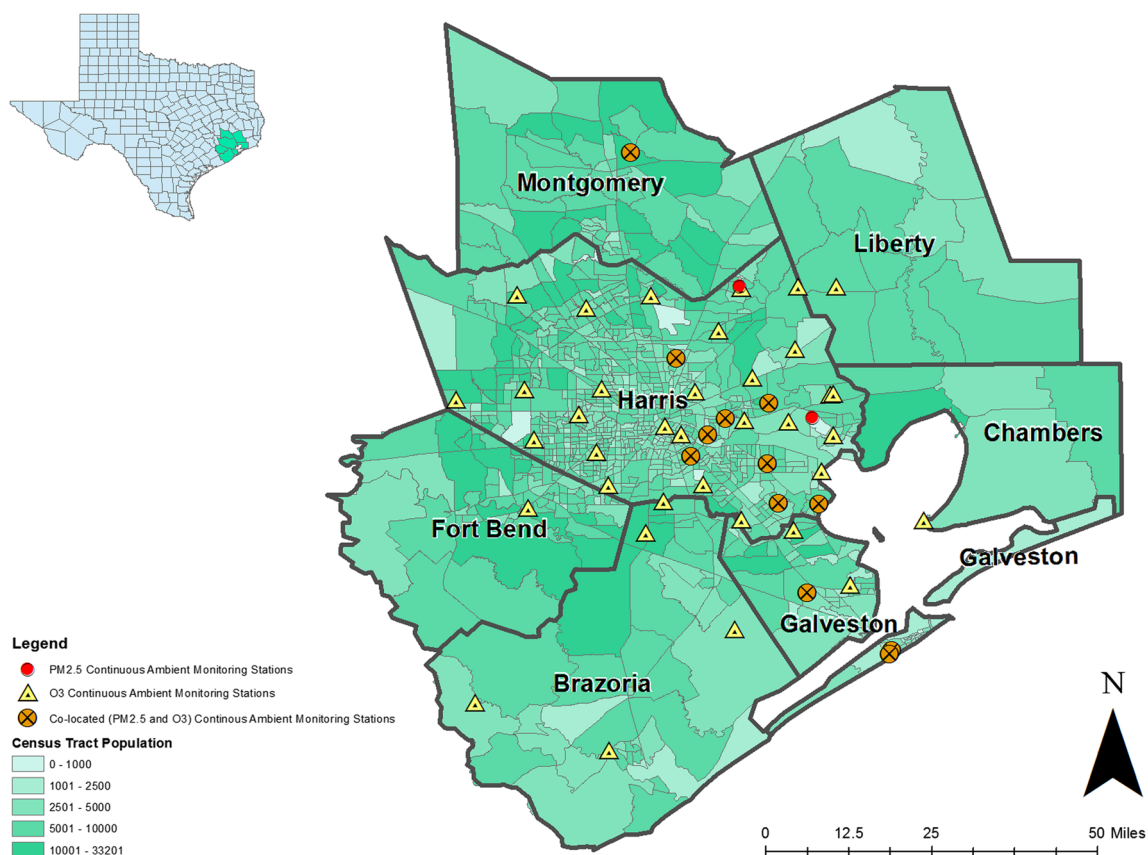 Montgomery
Liberty
Harris
Chambers
Fort Bend
Galveston
Galveston
Brazoria
Legend
PM2.5 Continuous Ambient Monitoring Stations
O3 Continuous Ambient Monitoring Stations
Co-located (PM2.5 and O3) Continous Ambient Monitoring Stations
Census Tract Population
0 - 1000
1001 - 2500
2501 - 5000
5001 - 10000
10001 - 33201
N
0 12.5 25 50 Miles